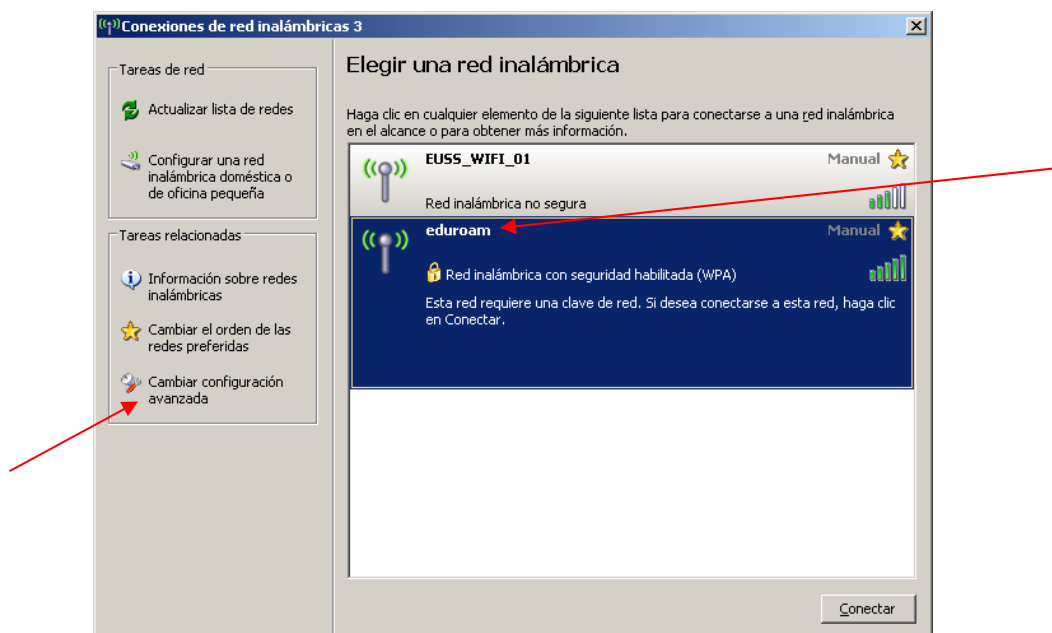 Conexiones de red inalámbricas 3
Tareas de red
Actualizar lista de redes
Configurar una red
inalámbrica doméstica o
de oficina pequeña
Tareas relacionadas
Información sobre redes
inalámbricas
Cambiar el orden de las
redes preferidas
Cambiar configuración
avanzada
Elegir una red inalámbrica
Haga clic en cualquier elemento de la siguiente lista para conectarse a una red inalámbrica
en el alcance o para obtener más información.
EUSS_WIFI_01 Manual
Red inalámbrica no segura
eduroam Manual
Red inalámbrica con seguridad habilitada (WPA)
Esta red requiere una clave de red. Si desea conectarse a esta red, haga clic
en Conectar.
Conectar